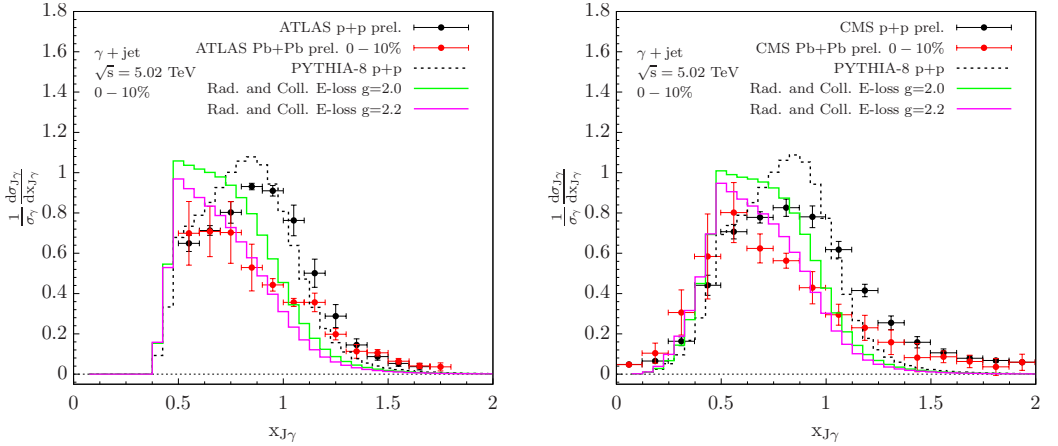 1.8
1.6
1.4
1.2
1
0.8
0.6
0.4
0.2
0
1/σγ dσJγ/dxJγ
γ + jet
√s = 5.02 TeV
0 − 10%
ATLAS p+p prel.
ATLAS Pb+Pb prel. 0 − 10%
PYTHIA-8 p+p
Rad. and Coll. E-loss g=2.0
Rad. and Coll. E-loss g=2.2
0 0.5 1 1.5 2
xJγ
1.8
1.6
1.4
1.2
1
0.8
0.6
0.4
0.2
0
1/σγ dσJγ/dxJγ
γ + jet
√s = 5.02 TeV
0 − 10%
CMS p+p prel.
CMS Pb+Pb prel. 0 − 10%
PYTHIA-8 p+p
Rad. and Coll. E-loss g=2.0
Rad. and Coll. E-loss g=2.2
0 0.5 1 1.5 2
xJγ